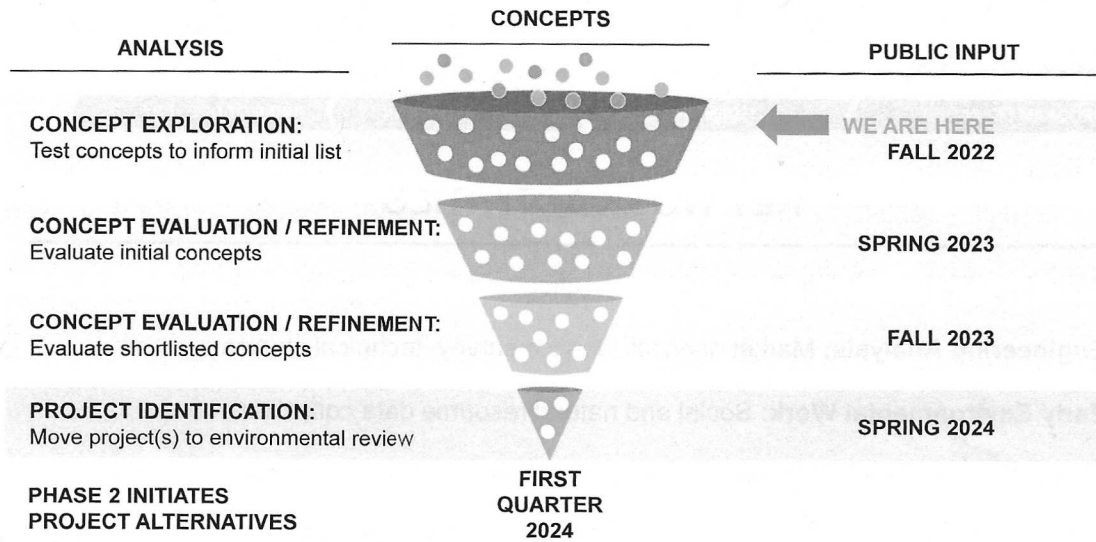 CONCEPTS
ANALYSIS
PUBLIC INPUT
CONCEPT EXPLORATION:
Test concepts to inform initial list
WE ARE HERE
FALL 2022
CONCEPT EVALUATION / REFINEMENT:
Evaluate initial concepts
SPRING 2023
CONCEPT EVALUATION / REFINEMENT:
Evaluate shortlisted concepts
FALL 2023
PROJECT IDENTIFICATION:
Move project(s) to environmental review
SPRING 2024
PHASE 2 INITIATES
PROJECT ALTERNATIVES
FIRST
QUARTER
2024